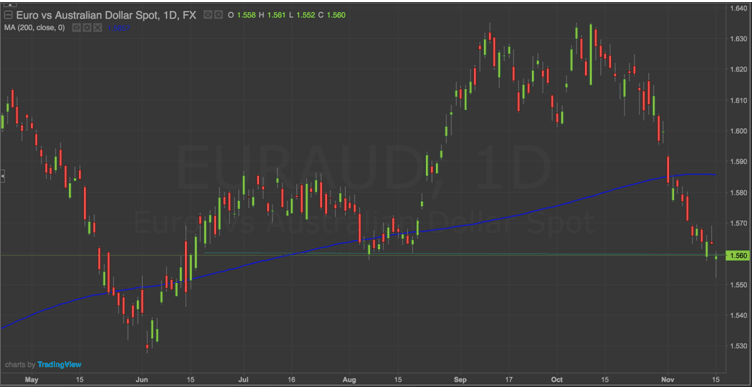 Euro vs Australian Dollar Spot, 1D, FX O 1.558 H 1.561 L 1.552 C 1.560
MA (200, close, 0)
1.640
1.630
1.620
1.610
1.600
1.590
1.580
1.570
1.560
1.550
1.540
1.530
EURAUD, 1D
Euro vs Australian Dollar Spot
charts by TradingView
May 15 Jun 15 Jul 16 Aug 15 Sep 17 Oct 15 Nov 15